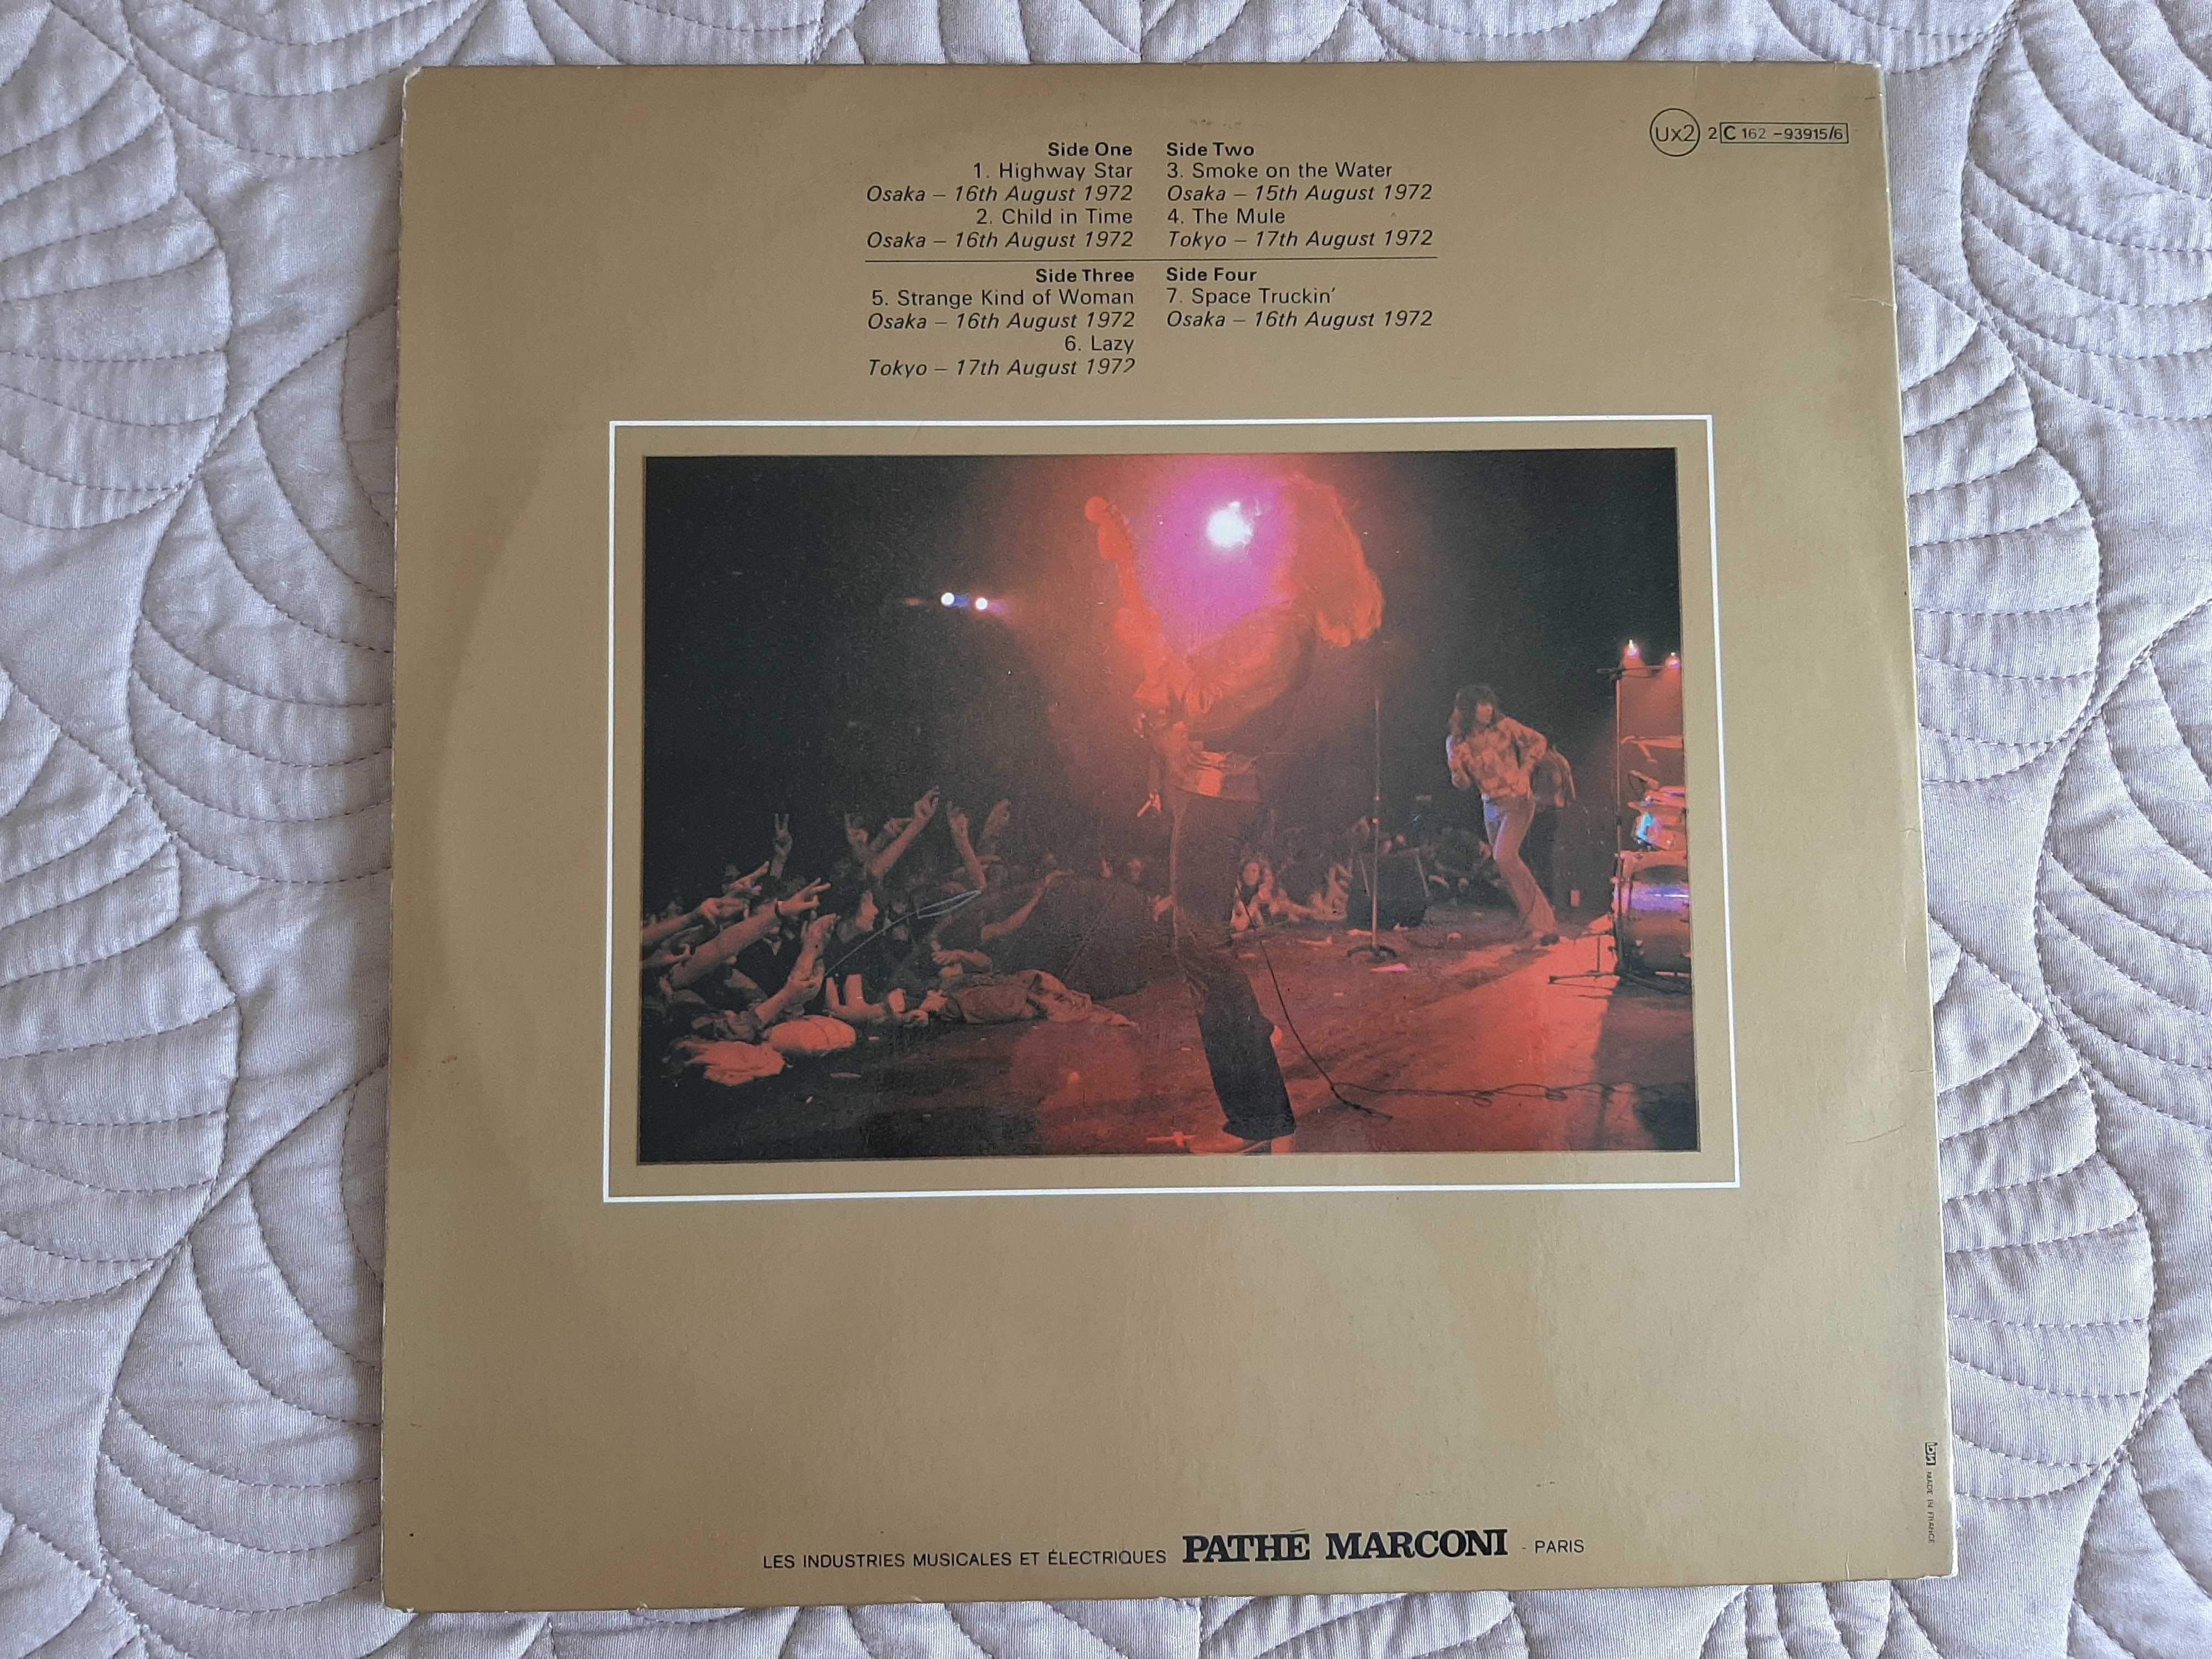 UX2 2 C 162 – 93915/6
Side One
1. Highway Star
Osaka – 16th August 1972
2. Child in Time
Osaka – 16th August 1972
Side Two
3. Smoke on the Water
Osaka – 15th August 1972
4. The Mule
Tokyo – 17th August 1972
Side Three
5. Strange Kind of Woman
Osaka – 16th August 1972
6. Lazy
Tokyo – 17th August 1972
Side Four
7. Space Truckin'
Osaka – 16th August 1972
MADE IN FRANCE
LES INDUSTRIES MUSICALES ET ÉLECTRIQUES PATHÉ MARCONI - PARIS